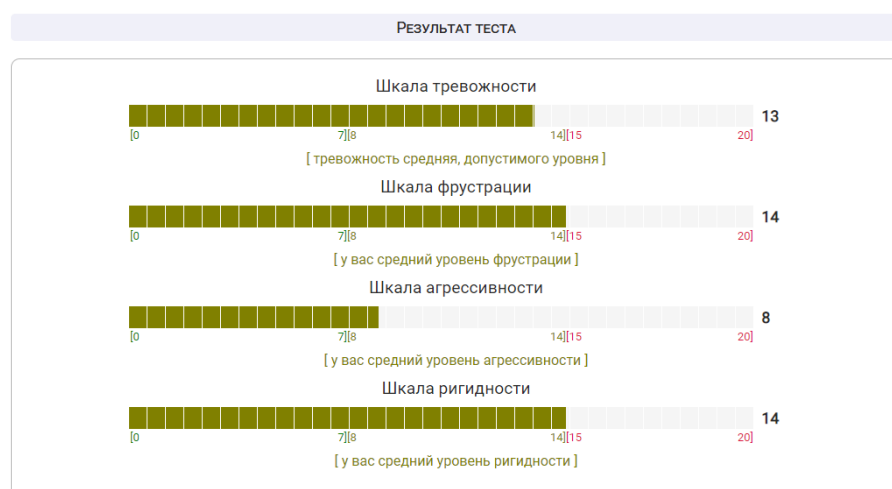 Результат теста
Шкала тревожности
13
[0 7][8 14][15 20]
[ тревожность средняя, допустимого уровня ]
Шкала фрустрации
14
[0 7][8 14][15 20]
[ у вас средний уровень фрустрации ]
Шкала агрессивности
8
[0 7][8 14][15 20]
[ у вас средний уровень агрессивности ]
Шкала ригидности
14
[0 7][8 14][15 20]
[ у вас средний уровень ригидности ]